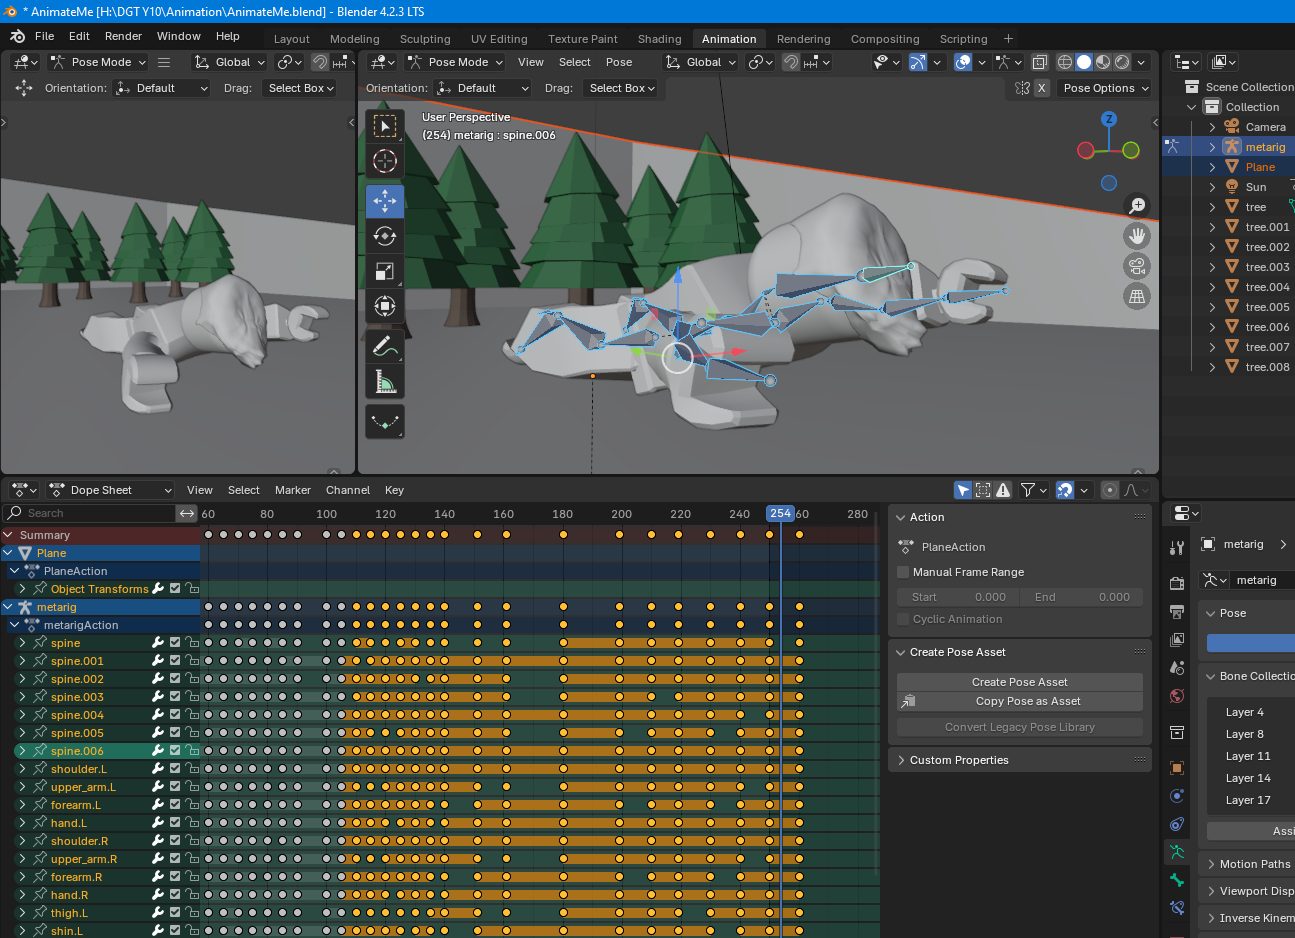 * AnimateMe [H:\DGT Y10\Animation\AnimateMe.blend] - Blender 4.2.3 LTS
File Edit Render Window Help Layout Modeling Sculpting UV Editing Texture Paint Shading Animation Rendering Compositing Scripting +
Pose Mode Global
Pose Mode View Select Pose Global
Orientation: Default Drag: Select Box
Orientation: Default Drag: Select Box X Pose Options
User Perspective
(254) metarig : spine.006
Z
Scene Collection
Collection
Camera
metarig
Plane
Sun
tree
tree.001
tree.002
tree.003
tree.004
tree.005
tree.006
tree.007
tree.008
Dope Sheet View Select Marker Channel Key
Search
60 80 100 120 140 160 180 200 220 240 254 60 280
Summary
Plane
PlaneAction
Object Transforms
metarig
metarigAction
spine
spine.001
spine.002
spine.003
spine.004
spine.005
spine.006
shoulder.L
upper_arm.L
forearm.L
hand.L
shoulder.R
upper_arm.R
forearm.R
hand.R
thigh.L
shin.L
Action
PlaneAction
Manual Frame Range
Start 0.000 End 0.000
Cyclic Animation
Create Pose Asset
Create Pose Asset
Copy Pose as Asset
Convert Legacy Pose Library
Custom Properties
metarig
metarig
Pose
Bone Collectio
Layer 4
Layer 8
Layer 11
Layer 14
Layer 17
Assi
Motion Paths
Viewport Disp
Inverse Kinem